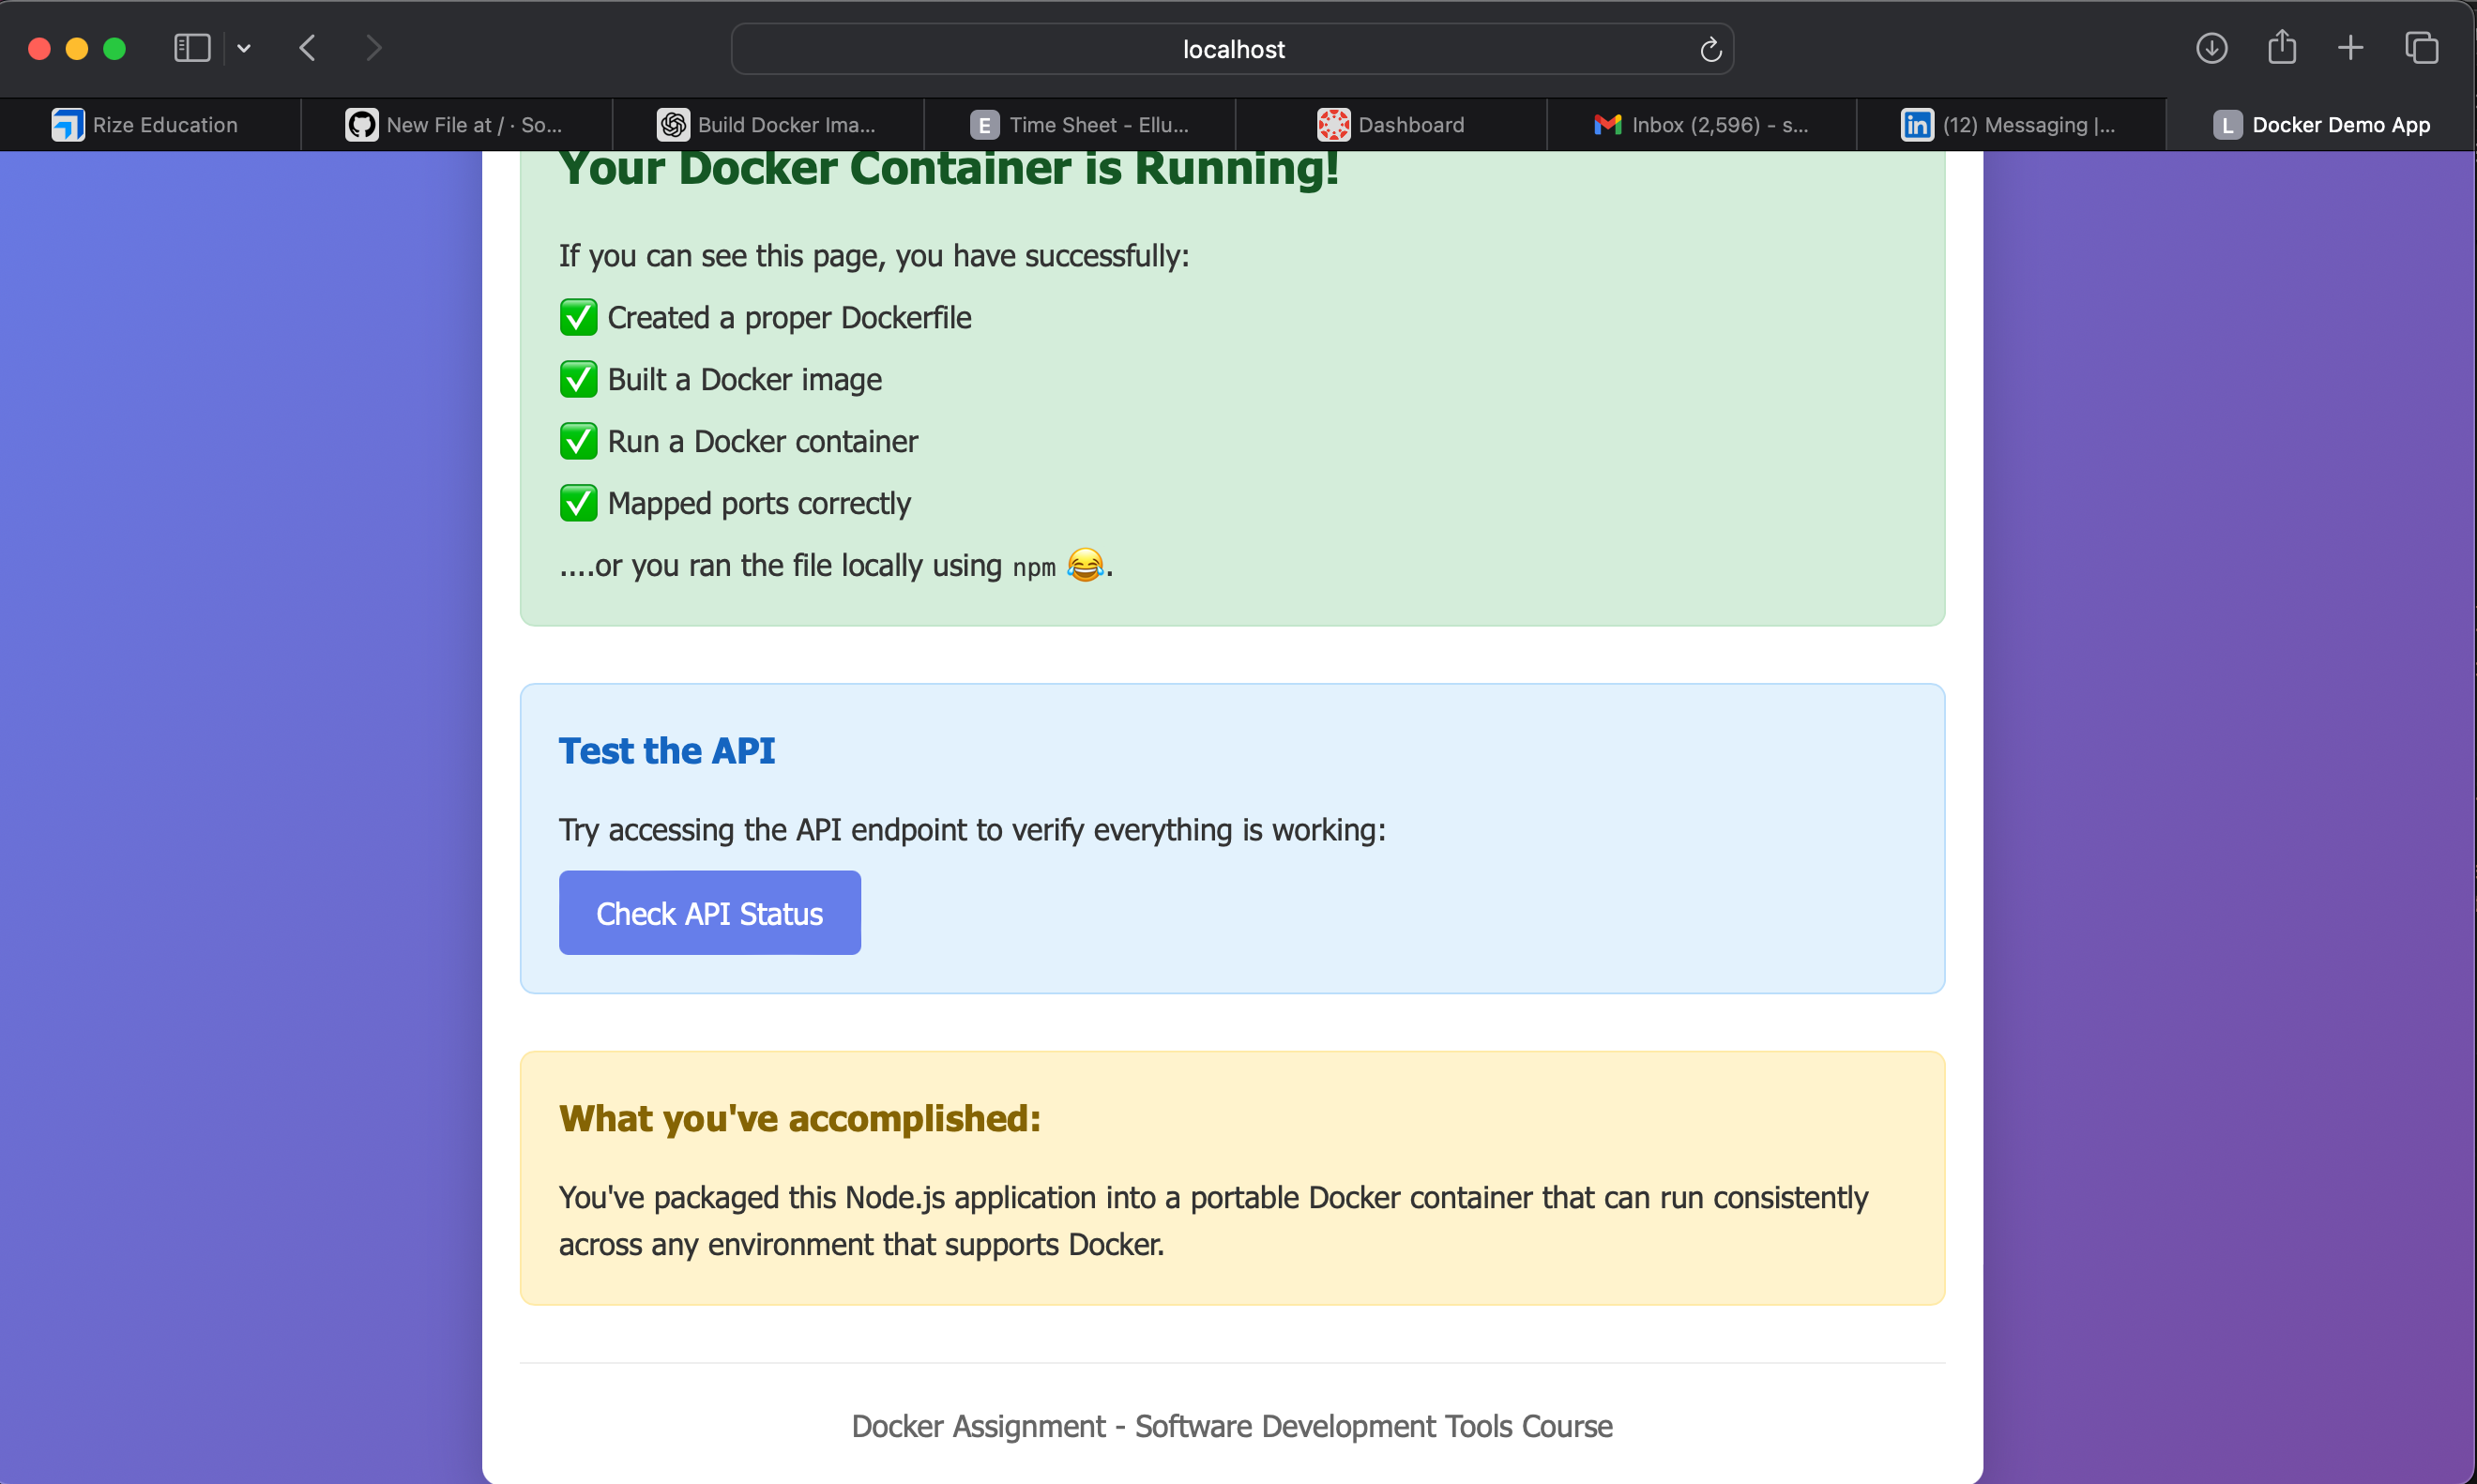 localhost
Rize Education
New File at / · So...
Build Docker Ima...
E Time Sheet - Ellu...
Dashboard
Inbox (2,596) - s...
in (12) Messaging |...
L Docker Demo App
Your Docker Container is Running!
If you can see this page, you have successfully:
✅ Created a proper Dockerfile
✅ Built a Docker image
✅ Run a Docker container
✅ Mapped ports correctly
....or you ran the file locally using npm 😂.
Test the API
Try accessing the API endpoint to verify everything is working:
Check API Status
What you've accomplished:
You've packaged this Node.js application into a portable Docker container that can run consistently
across any environment that supports Docker.
Docker Assignment - Software Development Tools Course